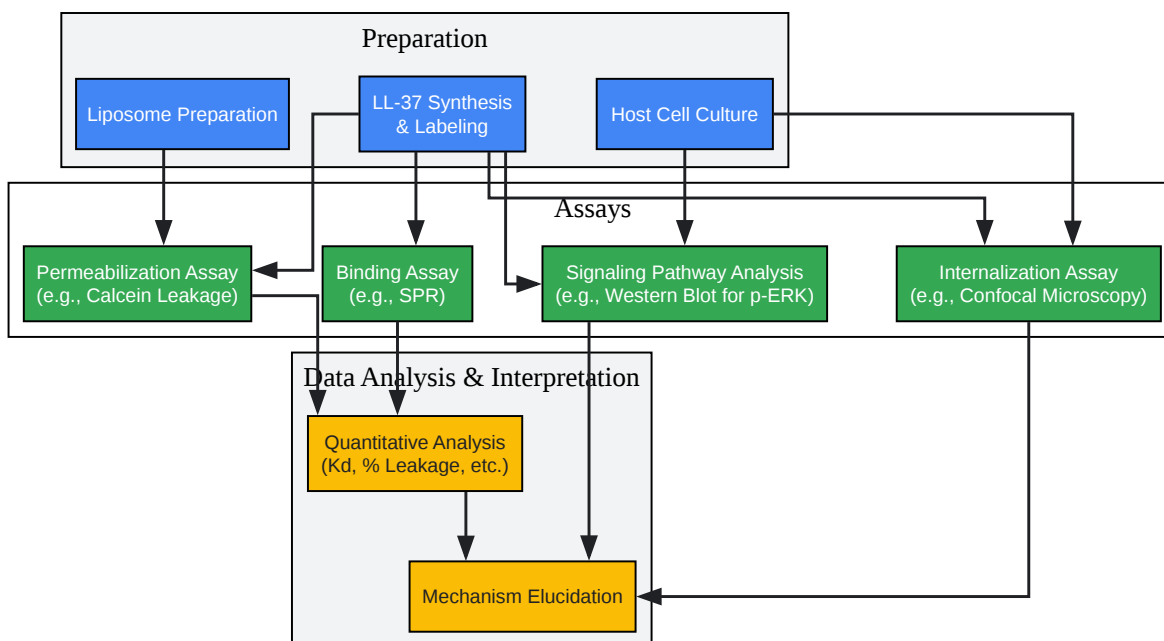 Preparation
Liposome Preparation
LL-37 Synthesis
& Labeling
Host Cell Culture
Assays
Permeabilization Assay
(e.g., Calcein Leakage)
Binding Assay
(e.g., SPR)
Signaling Pathway Analysis
(e.g., Western Blot for p-ERK)
Internalization Assay
(e.g., Confocal Microscopy)
Data Analysis & Interpretation
Quantitative Analysis
(Kd, % Leakage, etc.)
Mechanism Elucidation